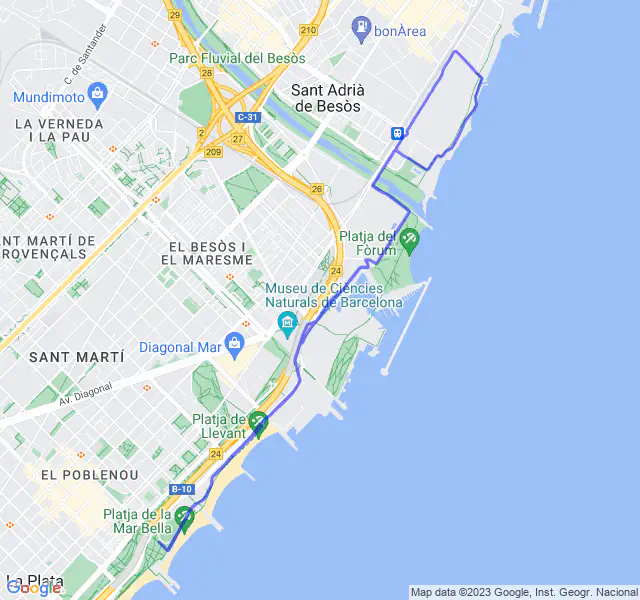 29
210
bonÀrea
C. de Santander
Parc Fluvial del Besòs
28
Mundimoto
Sant Adrià
de Besòs
C-31
LA VERNEDA
I LA PAU
2
27
209
26
ANT MARTÍ DE
PROVENÇALS
EL BESÒS I
EL MARESME
Platja del
Fòrum
24
Museu de Ciències
Naturals de Barcelona
Diagonal Mar
SANT MARTÍ
Av. Diagonal
Platja de
Llevant
24
EL POBLENOU
B-10
Platja de la
Mar Bella
La Plata
Google
Map data ©2023 Google, Inst. Geogr. Nacional